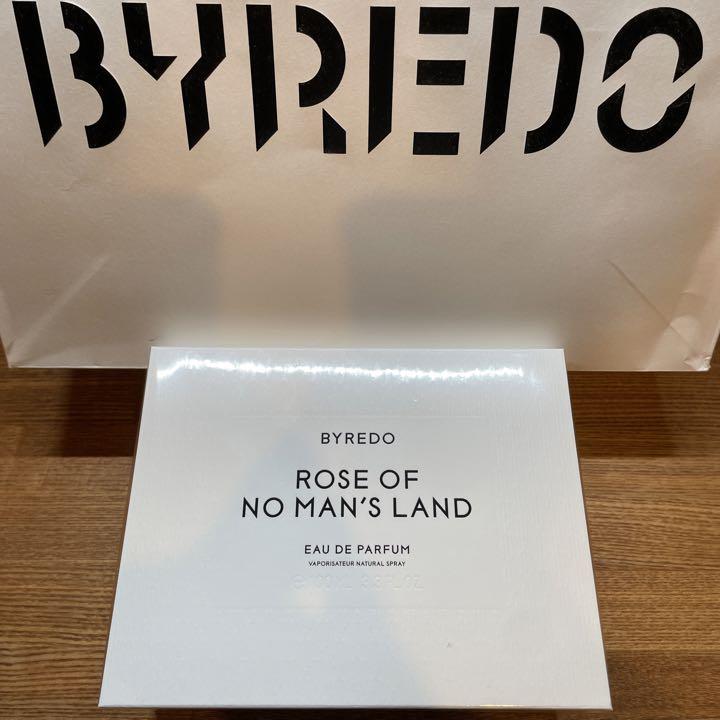 BYREDO
BYREDO
ROSE OF
NO MAN'S LAND
EAU DE PARFUM
VAPORISATEUR NATURAL SPRAY